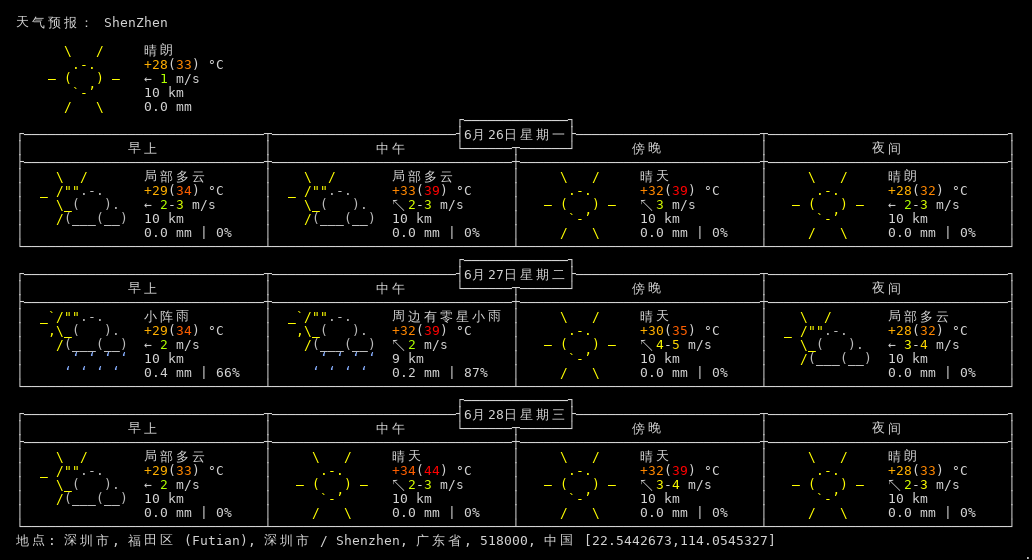 天气预报： ShenZhen
晴朗
+28(33) °C
← 1 m/s
10 km
0.0 mm
6月26日星期一
早上 中午 傍晚 夜间
局部多云 局部多云 晴天 晴朗
+29(34) °C +33(39) °C +32(39) °C +28(32) °C
← 2-3 m/s ↖ 2-3 m/s ↖ 3 m/s ← 2-3 m/s
10 km 10 km 10 km 10 km
0.0 mm | 0% 0.0 mm | 0% 0.0 mm | 0% 0.0 mm | 0%
6月27日星期二
早上 中午 傍晚 夜间
小阵雨 周边有零星小雨 晴天 局部多云
+29(34) °C +32(39) °C +30(35) °C +28(32) °C
← 2 m/s ↖ 2 m/s ↖ 4-5 m/s ← 3-4 m/s
10 km 9 km 10 km 10 km
0.4 mm | 66% 0.2 mm | 87% 0.0 mm | 0% 0.0 mm | 0%
6月28日星期三
早上 中午 傍晚 夜间
局部多云 晴天 晴天 晴朗
+29(33) °C +34(44) °C +32(39) °C +28(33) °C
← 2 m/s ↖ 2-3 m/s ↖ 3-4 m/s ↖ 2-3 m/s
10 km 10 km 10 km 10 km
0.0 mm | 0% 0.0 mm | 0% 0.0 mm | 0% 0.0 mm | 0%
地点: 深圳市, 福田区 (Futian), 深圳市 / Shenzhen, 广东省, 518000, 中国 [22.5442673,114.0545327]